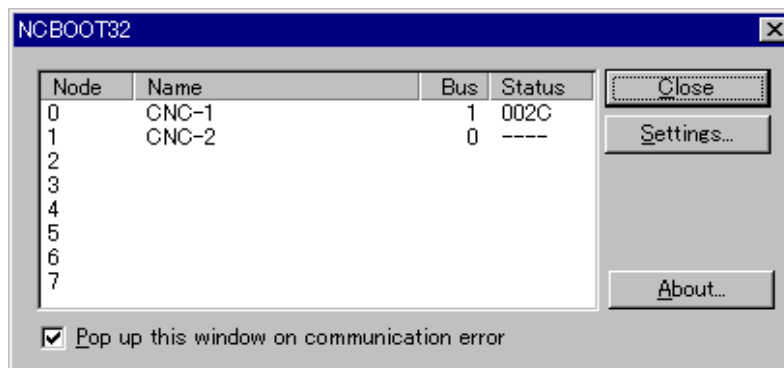 NCBOOT32
Node Name Bus Status
0 CNC-1 1 002C
1 CNC-2 0 ----
2
3
4
5
6
7
Close
Settings...
About...
Pop up this window on communication error